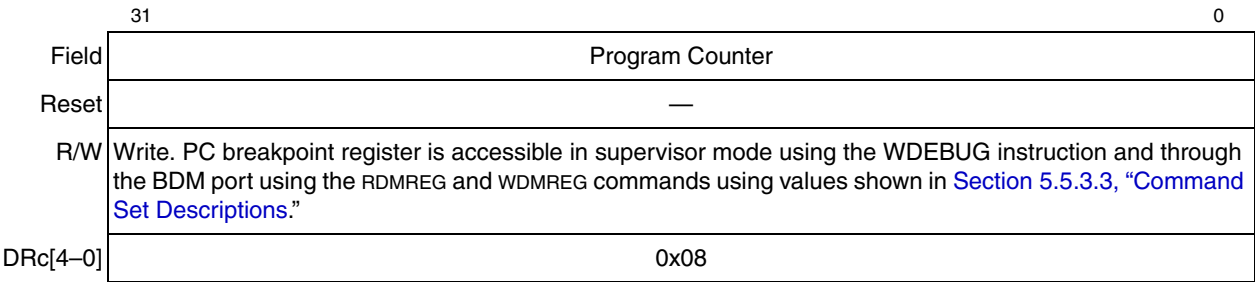 31 0
Field Program Counter
Reset —
R/W Write. PC breakpoint register is accessible in supervisor mode using the WDEBUG instruction and through
the BDM port using the RDMREG and WDMREG commands using values shown in Section 5.5.3.3, “Command
Set Descriptions.”
DRc[4–0] 0x08